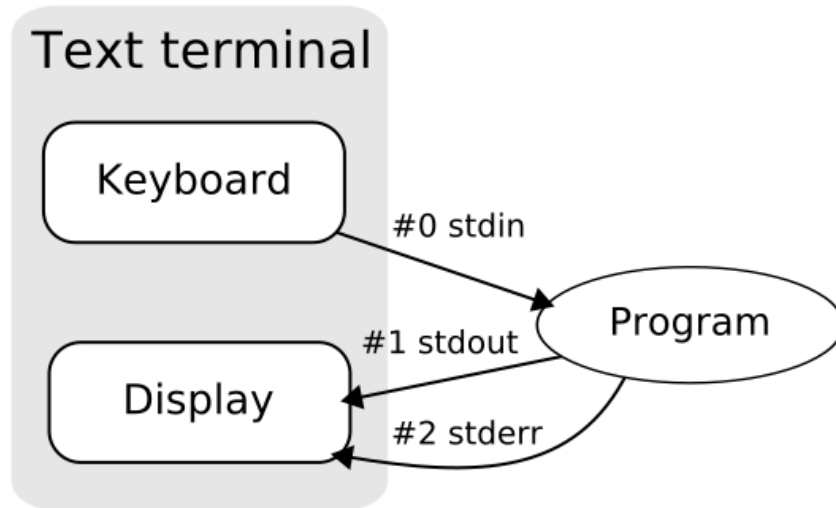 Text terminal
Keyboard
#0 stdin
Program
#1 stdout
Display
#2 stderr